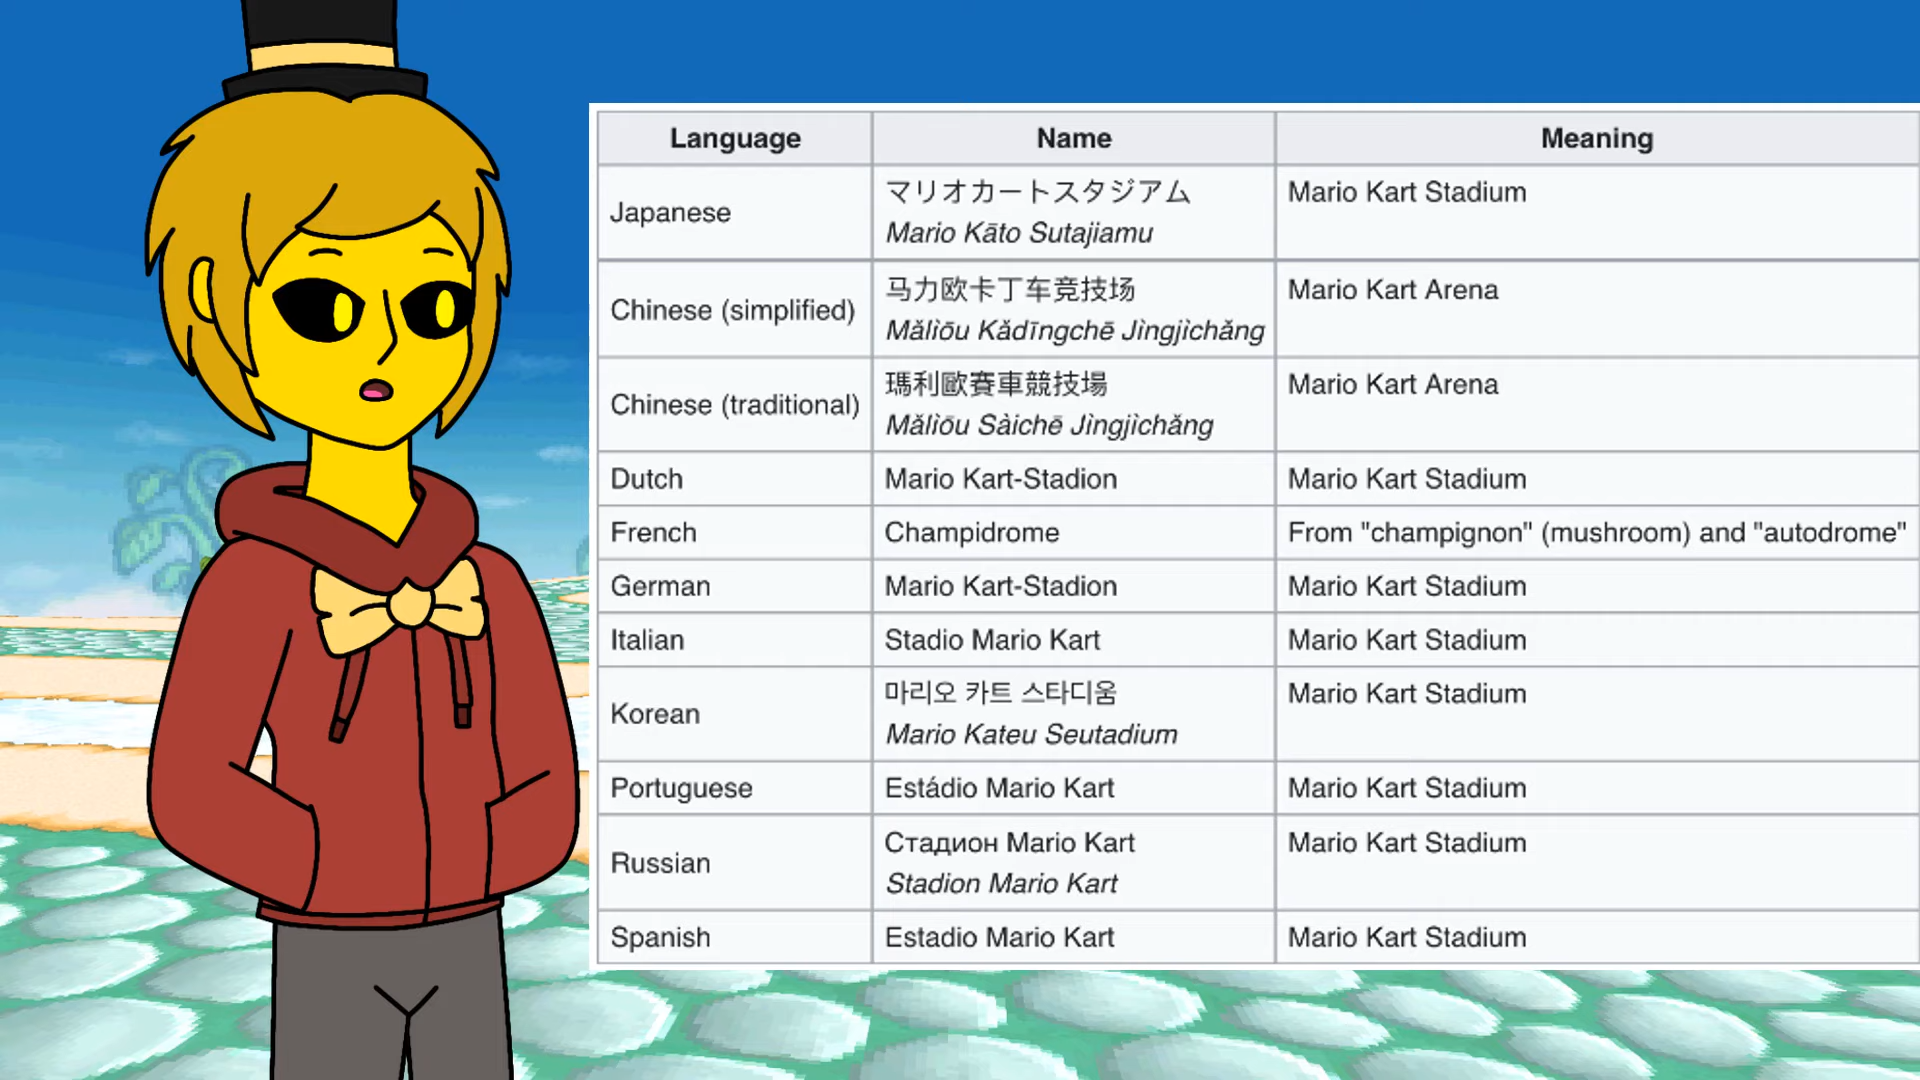 Language Name Meaning
Japanese
マリオカートスタジアム
Mario Kāto Sutajiamu
Mario Kart Stadium
Chinese (simplified)
马力欧卡丁车竞技场
Mǎlìōu Kǎdīngchē Jìngjìchǎng
Mario Kart Arena
Chinese (traditional)
瑪利歐賽車競技場
Mǎlìōu Sàichē Jìngjìchǎng
Mario Kart Arena
Dutch Mario Kart-Stadion Mario Kart Stadium
French Champidrome From "champignon" (mushroom) and "autodrome"
German Mario Kart-Stadion Mario Kart Stadium
Italian Stadio Mario Kart Mario Kart Stadium
Korean
마리오 카트 스타디움
Mario Kateu Seutadium
Mario Kart Stadium
Portuguese Estádio Mario Kart Mario Kart Stadium
Russian
Стадион Mario Kart
Stadion Mario Kart
Mario Kart Stadium
Spanish Estadio Mario Kart Mario Kart Stadium